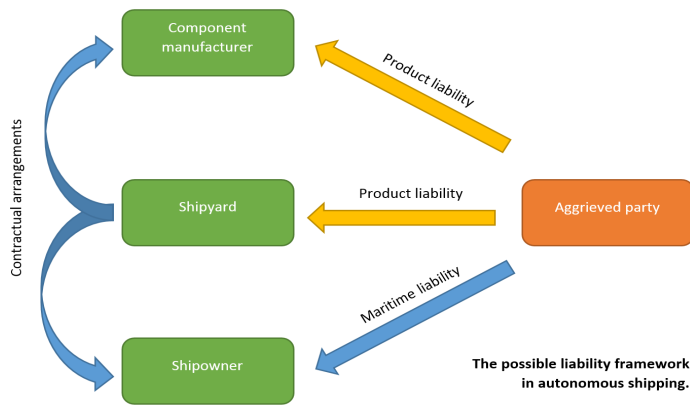 Component
manufacturer
Product liability
Contractual arrangements
Shipyard
Product liability
Aggrieved party
Maritime liability
Shipowner
The possible liability framework
in autonomous shipping.